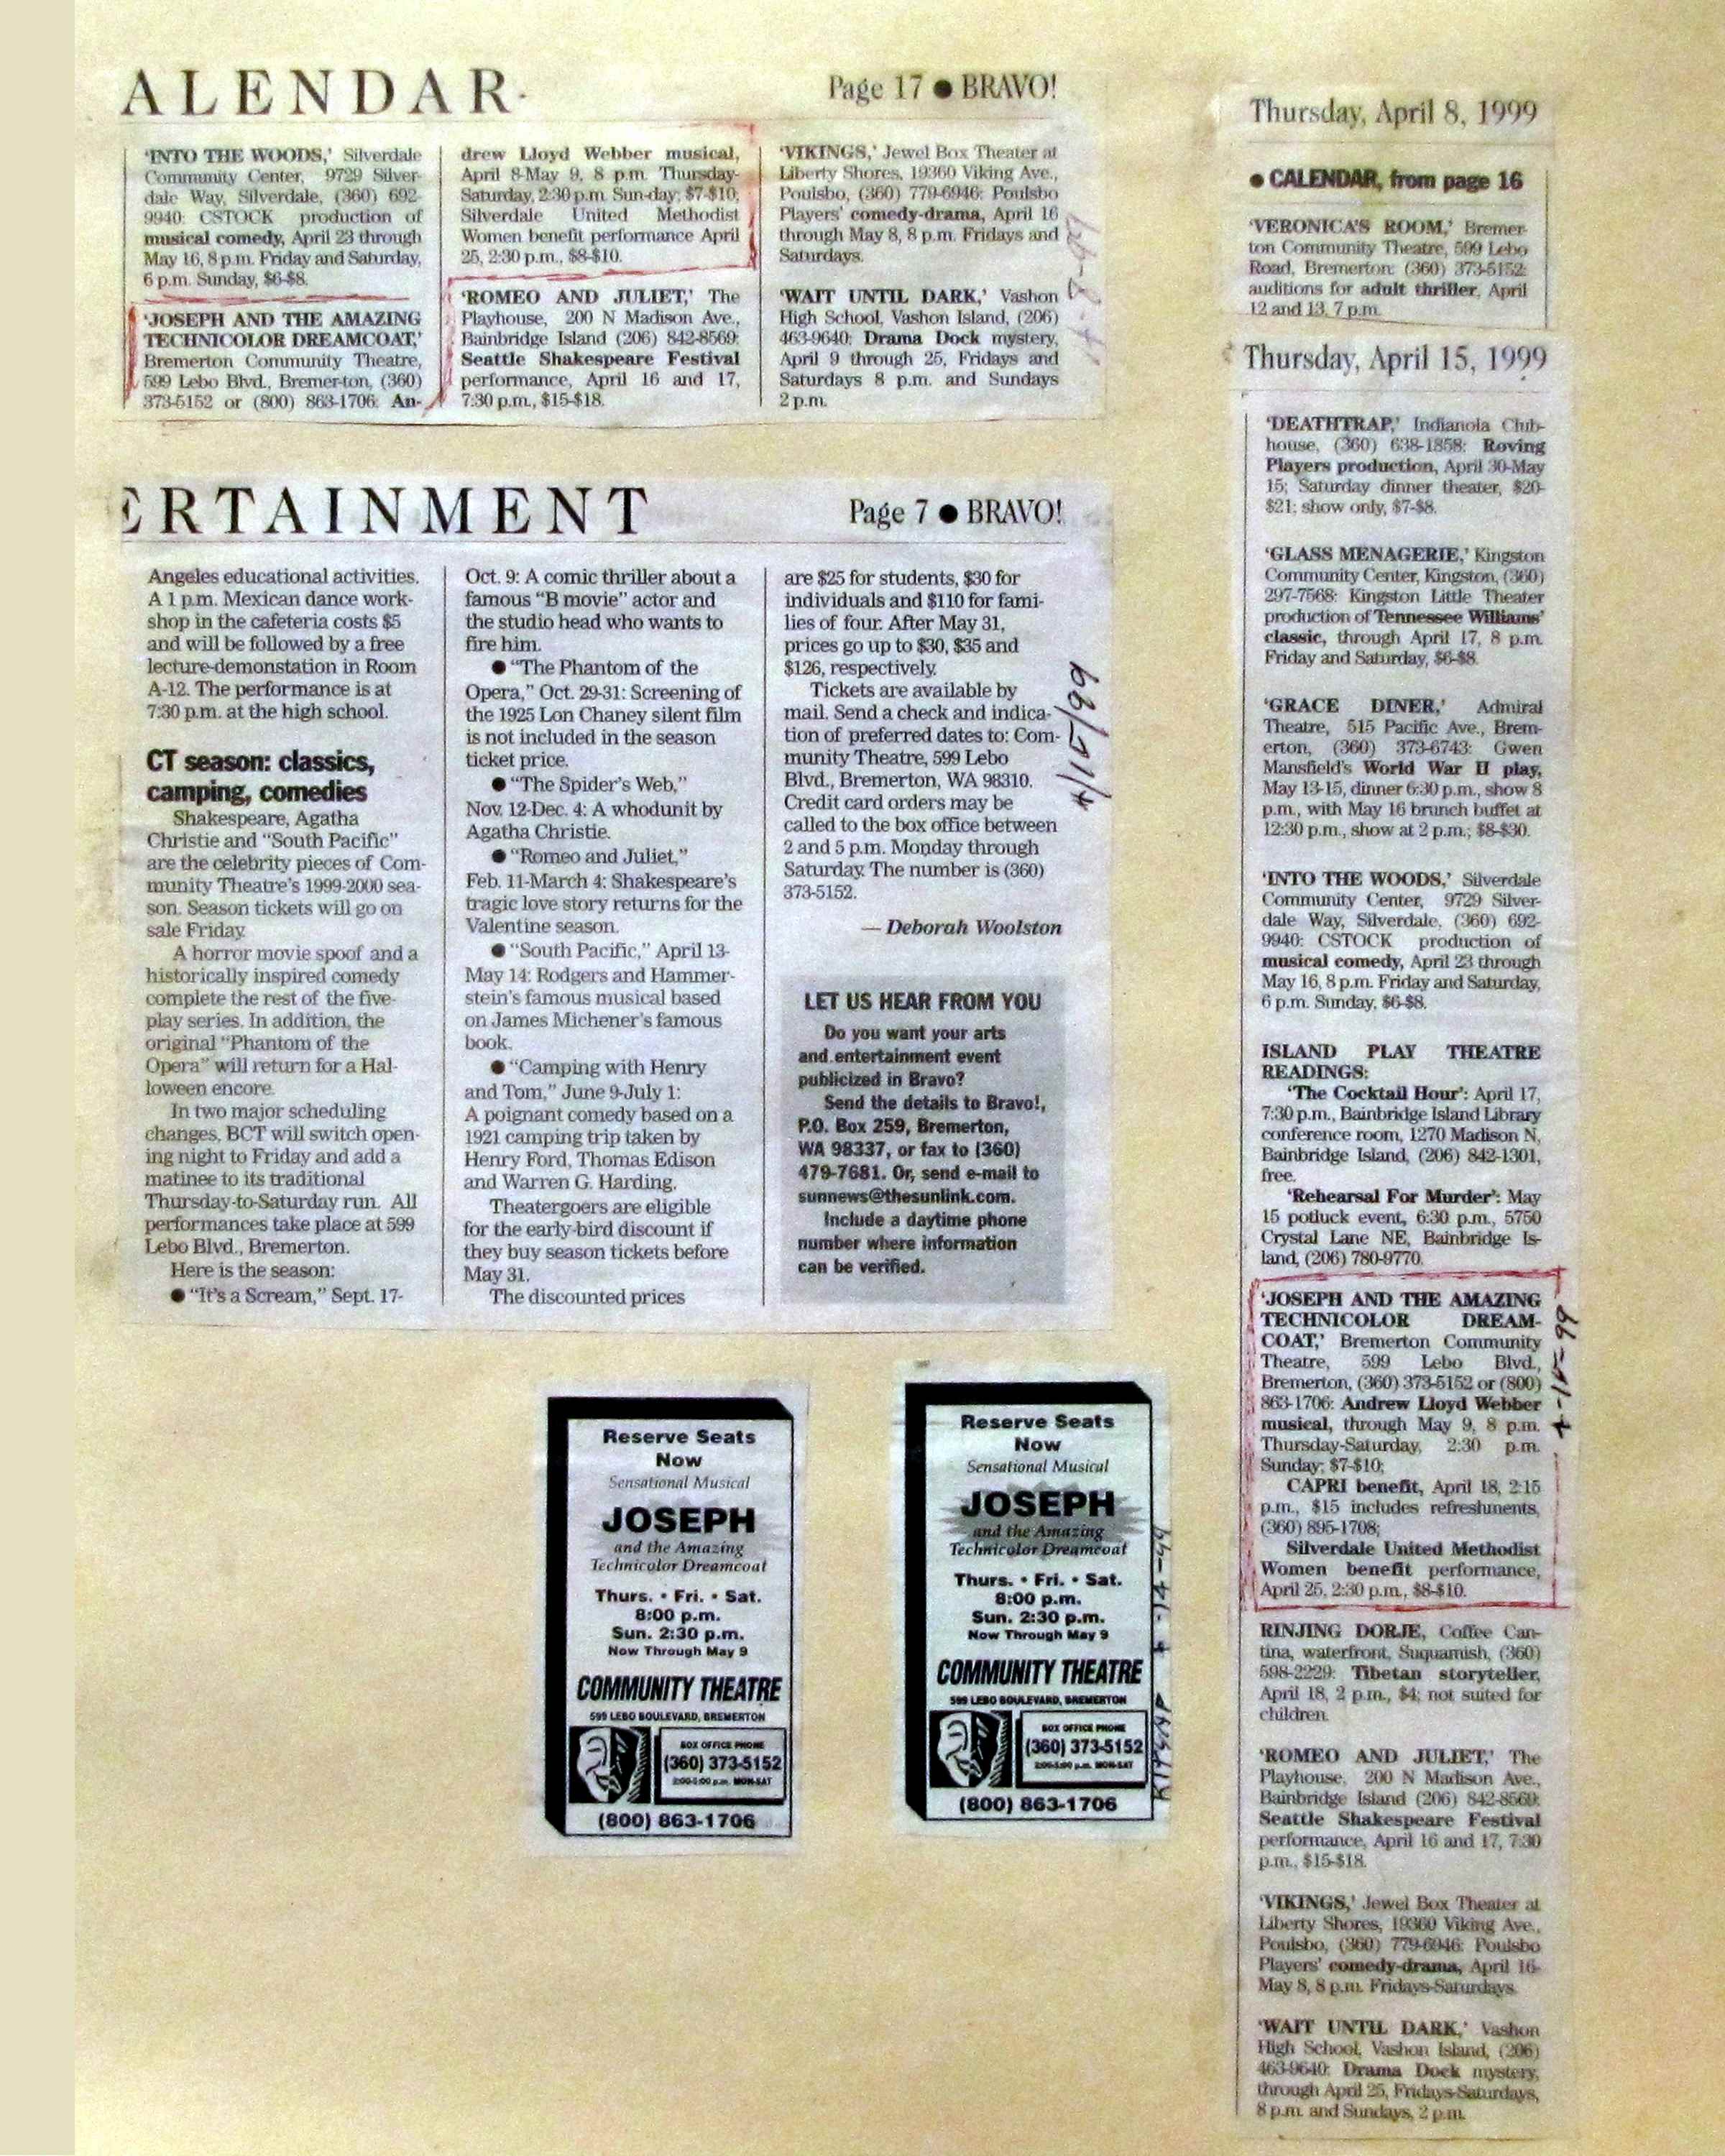 ALENDAR
Page 17 ● BRAVO!
'INTO THE WOODS,' Silverdale
Community Center, 9729 Silver-
dale Way, Silverdale, (360) 692-
9940: CSTOCK production of
musical comedy, April 23 through
May 16, 8 p.m. Friday and Saturday,
6 p.m. Sunday, $6-$8.
'JOSEPH AND THE AMAZING
TECHNICOLOR DREAMCOAT,'
Bremerton Community Theatre,
599 Lebo Blvd., Bremer-ton, (360)
373-5152 or (800) 863-1706: An-
drew Lloyd Webber musical,
April 8-May 9, 8 p.m. Thursday-
Saturday, 2:30 p.m. Sun-day; $7-$10;
Silverdale United Methodist
Women benefit performance April
25, 2:30 p.m., $8-$10.
'ROMEO AND JULIET,' The
Playhouse, 200 N Madison Ave.,
Bainbridge Island (206) 842-8569:
Seattle Shakespeare Festival
performance, April 16 and 17,
7:30 p.m., $15-$18.
'VIKINGS,' Jewel Box Theater at
Liberty Shores, 19360 Viking Ave.,
Poulsbo, (360) 779-6946: Poulsbo
Players' comedy-drama, April 16
through May 8, 8 p.m. Fridays and
Saturdays.
'WAIT UNTIL DARK,' Vashon
High School, Vashon Island, (206)
463-9640: Drama Dock mystery,
April 9 through 25, Fridays and
Saturdays 8 p.m. and Sundays
2 p.m.
ERTAINMENT
Page 7 ● BRAVO!
Angeles educational activities.
A 1 p.m. Mexican dance work-
shop in the cafeteria costs $5
and will be followed by a free
lecture-demonstation in Room
A-12. The performance is at
7:30 p.m. at the high school.
CT season: classics,
camping, comedies
Shakespeare, Agatha
Christie and "South Pacific"
are the celebrity pieces of Com-
munity Theatre's 1999-2000 sea-
son. Season tickets will go on
sale Friday.
A horror movie spoof and a
historically inspired comedy
complete the rest of the five-
play series. In addition, the
original "Phantom of the
Opera" will return for a Hal-
loween encore.
In two major scheduling
changes, BCT will switch open-
ing night to Friday and add a
matinee to its traditional
Thursday-to-Saturday run. All
performances take place at 599
Lebo Blvd., Bremerton.
Here is the season:
● "It's a Scream," Sept. 17-
Oct. 9: A comic thriller about a
famous "B movie" actor and
the studio head who wants to
fire him.
● "The Phantom of the
Opera," Oct. 29-31: Screening of
the 1925 Lon Chaney silent film
is not included in the season
ticket price.
● "The Spider's Web,"
Nov. 12-Dec. 4: A whodunit by
Agatha Christie.
● "Romeo and Juliet,"
Feb. 11-March 4: Shakespeare's
tragic love story returns for the
Valentine season.
● "South Pacific," April 13-
May 14: Rodgers and Hammer-
stein's famous musical based
on James Michener's famous
book.
● "Camping with Henry
and Tom," June 9-July 1:
A poignant comedy based on a
1921 camping trip taken by
Henry Ford, Thomas Edison
and Warren G. Harding.
Theatergoers are eligible
for the early-bird discount if
they buy season tickets before
May 31.
The discounted prices
are $25 for students, $30 for
individuals and $110 for fami-
lies of four. After May 31,
prices go up to $30, $35 and
$126, respectively.
Tickets are available by
mail. Send a check and indica-
tion of preferred dates to: Com-
munity Theatre, 599 Lebo
Blvd., Bremerton, WA 98310.
Credit card orders may be
called to the box office between
2 and 5 p.m. Monday through
Saturday. The number is (360)
373-5152.
— Deborah Woolston
4/15/99
LET US HEAR FROM YOU
Do you want your arts
and entertainment event
publicized in Bravo?
Send the details to Bravo!,
P.O. Box 259, Bremerton,
WA 98337, or fax to (360)
479-7681. Or, send e-mail to
sunnews@thesunlink.com.
Include a daytime phone
number where information
can be verified.
Reserve Seats
Now
Sensational Musical
JOSEPH
and the Amazing
Technicolor Dreamcoat
Thurs. • Fri. • Sat.
8:00 p.m.
Sun. 2:30 p.m.
Now Through May 9
COMMUNITY THEATRE
599 LEBO BOULEVARD, BREMERTON
BOX OFFICE PHONE
(360) 373-5152
2:00-5:00 p.m. MON-SAT
(800) 863-1706
Reserve Seats
Now
Sensational Musical
JOSEPH
and the Amazing
Technicolor Dreamcoat
Thurs. • Fri. • Sat.
8:00 p.m.
Sun. 2:30 p.m.
Now Through May 9
COMMUNITY THEATRE
599 LEBO BOULEVARD, BREMERTON
BOX OFFICE PHONE
(360) 373-5152
2:00-5:00 p.m. MON-SAT
(800) 863-1706
KITSAP 4-14-99
Thursday, April 8, 1999
● CALENDAR, from page 16
'VERONICA'S ROOM,' Bremer-
ton Community Theatre, 599 Lebo
Road, Bremerton: (360) 373-5152:
auditions for adult thriller, April
12 and 13, 7 p.m.
Thursday, April 15, 1999
'DEATHTRAP,' Indianola Club-
house, (360) 638-1858: Roving
Players production, April 30-May
15; Saturday dinner theater, $20-
$21; show only, $7-$8.
'GLASS MENAGERIE,' Kingston
Community Center, Kingston, (360)
297-7568: Kingston Little Theater
production of Tennessee Williams'
classic, through April 17, 8 p.m.
Friday and Saturday, $6-$8.
'GRACE DINER,' Admiral
Theatre, 515 Pacific Ave., Brem-
erton, (360) 373-6743: Gwen
Mansfield's World War II play,
May 13-15, dinner 6:30 p.m., show 8
p.m., with May 16 brunch buffet at
12:30 p.m., show at 2 p.m.; $8-$30.
'INTO THE WOODS,' Silverdale
Community Center, 9729 Silver-
dale Way, Silverdale, (360) 692-
9940: CSTOCK production of
musical comedy, April 23 through
May 16, 8 p.m. Friday and Saturday,
6 p.m. Sunday, $6-$8.
ISLAND PLAY THEATRE
READINGS:
'The Cocktail Hour': April 17,
7:30 p.m., Bainbridge Island Library
conference room, 1270 Madison N,
Bainbridge Island, (206) 842-1301,
free.
'Rehearsal For Murder': May
15 potluck event, 6:30 p.m., 5750
Crystal Lane NE, Bainbridge Is-
land, (206) 780-9770.
'JOSEPH AND THE AMAZING
TECHNICOLOR DREAM-
COAT,' Bremerton Community
Theatre, 599 Lebo Blvd.,
Bremerton, (360) 373-5152 or (800)
863-1706: Andrew Lloyd Webber
musical, through May 9, 8 p.m.
Thursday-Saturday, 2:30 p.m.
Sunday; $7-$10;
CAPRI benefit, April 18, 2:15
p.m., $15 includes refreshments,
(360) 895-1708;
Silverdale United Methodist
Women benefit performance,
April 25, 2:30 p.m., $8-$10.
4-15-99
RINJING DORJE, Coffee Can-
tina, waterfront, Suquamish, (360)
598-2229: Tibetan storyteller,
April 18, 2 p.m., $4; not suited for
children.
'ROMEO AND JULIET,' The
Playhouse, 200 N Madison Ave.,
Bainbridge Island (206) 842-8569:
Seattle Shakespeare Festival
performance, April 16 and 17, 7:30
p.m., $15-$18.
'VIKINGS,' Jewel Box Theater at
Liberty Shores, 19360 Viking Ave.,
Poulsbo, (360) 779-6946: Poulsbo
Players' comedy-drama, April 16-
May 8, 8 p.m. Fridays-Saturdays.
'WAIT UNTIL DARK,' Vashon
High School, Vashon Island, (206)
463-9640: Drama Dock mystery,
through April 25, Fridays-Saturdays,
8 p.m. and Sundays, 2 p.m.